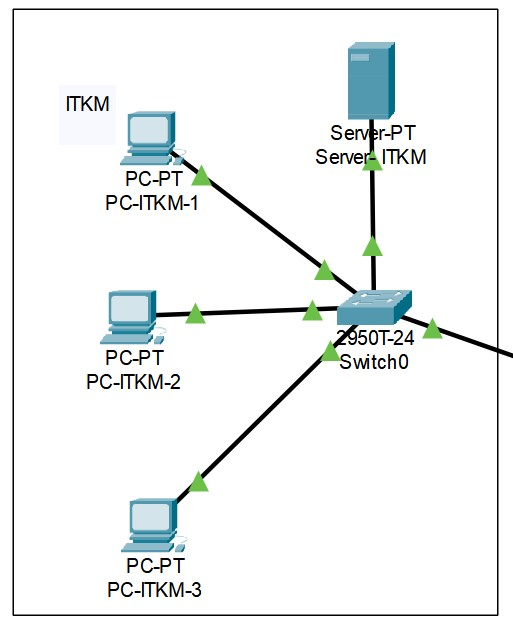 ITKM
Server-PT
Server- ITKM
PC-PT
PC-ITKM-1
2950T-24
Switch0
PC-PT
PC-ITKM-2
PC-PT
PC-ITKM-3